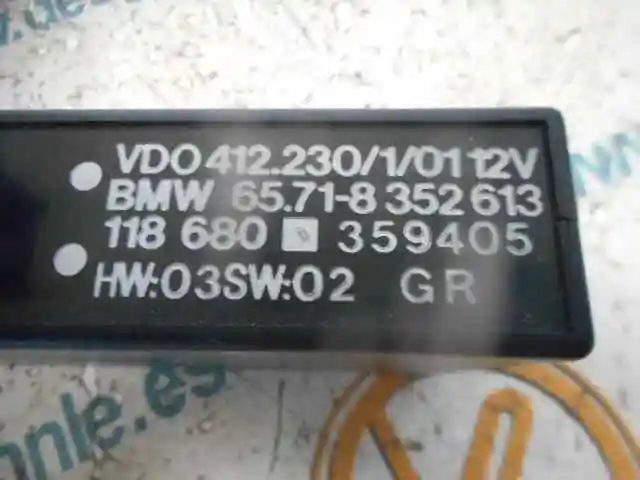 VDO 412.230/1/01 12V
BMW 65.71-8 352 613
118 680 359405
HW:03SW:02 GR